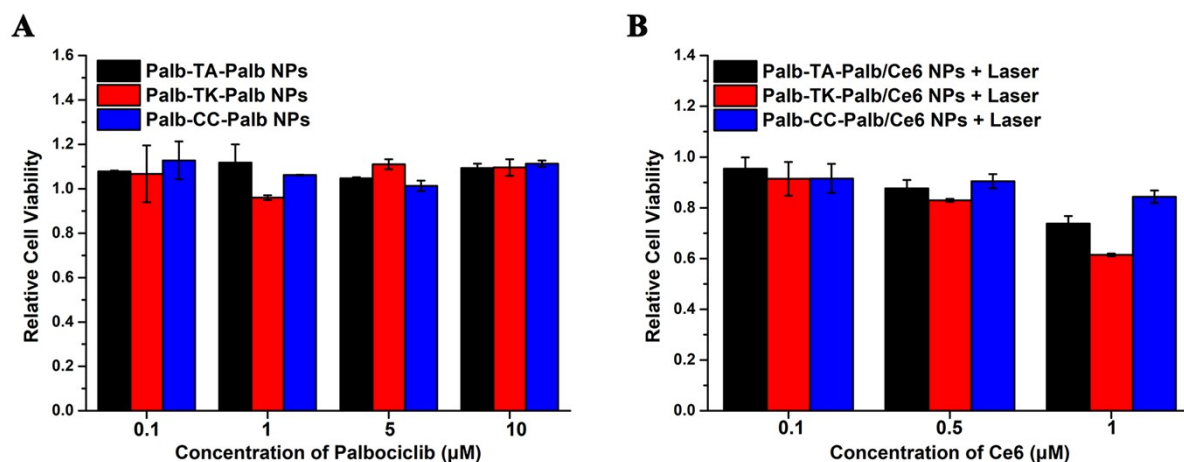 A
Relative Cell Viability
1.6
1.4
1.2
1.0
0.8
0.6
0.4
0.2
0.0
Palb-TA-Palb NPs
Palb-TK-Palb NPs
Palb-CC-Palb NPs
0.1 1 5 10
Concentration of Palbociclib (µM)
B
Relative Cell Viability
1.4
1.2
1.0
0.8
0.6
0.4
0.2
0.0
Palb-TA-Palb/Ce6 NPs + Laser
Palb-TK-Palb/Ce6 NPs + Laser
Palb-CC-Palb/Ce6 NPs + Laser
0.1 0.5 1
Concentration of Ce6 (µM)